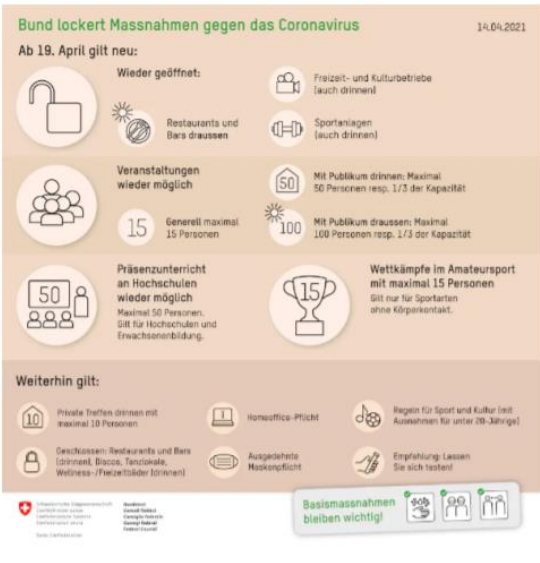 Bund lockert Massnahmen gegen das Coronavirus
14.04.2021
Ab 19. April gilt neu:
Wieder geöffnet:
Restaurants und
Bars draussen
Freizeit- und Kulturbetriebe
(auch drinnen)
Sportanlagen
(auch drinnen)
Veranstaltungen
wieder möglich
15
Generell maximal
15 Personen
50
Mit Publikum drinnen: Maximal
50 Personen resp. 1/3 der Kapazität
100
Mit Publikum draussen: Maximal
100 Personen resp. 1/3 der Kapazität
50
Präsenzunterricht
an Hochschulen
wieder möglich
Maximal 50 Personen.
Gilt für Hochschulen und
Erwachsenenbildung.
15
Wettkämpfe im Amateursport
mit maximal 15 Personen
Gilt nur für Sportarten
ohne Körperkontakt.
Weiterhin gilt:
10
Private Treffen drinnen mit
maximal 10 Personen
Homeoffice-Pflicht
Regeln für Sport und Kultur (mit
Ausnahmen für unter 20-Jährige)
Geschlossen: Restaurants und Bars
(drinnen), Discos, Tanzlokale,
Wellness-/Freizeitbäder (drinnen)
Ausgedehnte
Maskenpflicht
Empfehlung: Lassen
Sie sich testen!
Schweizerische Eidgenossenschaft
Confédération suisse
Confederazione Svizzera
Confederaziun svizra
Swiss Confederation
Bundesrat
Conseil fédéral
Consiglio federale
Cussegl federal
Federal Council
Basismassnahmen
bleiben wichtig!